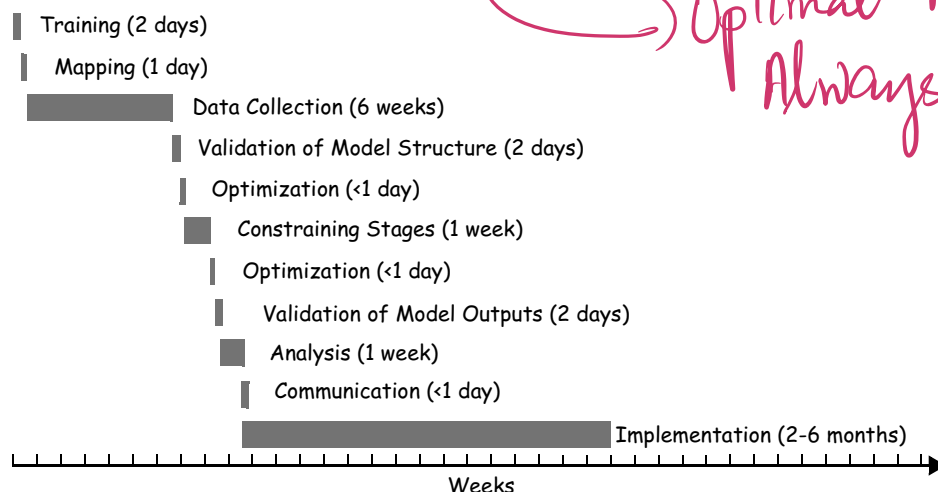 Optimal
Always
Training (2 days)
Mapping (1 day)
Data Collection (6 weeks)
Validation of Model Structure (2 days)
Optimization (<1 day)
Constraining Stages (1 week)
Optimization (<1 day)
Validation of Model Outputs (2 days)
Analysis (1 week)
Communication (<1 day)
Implementation (2-6 months)
Weeks